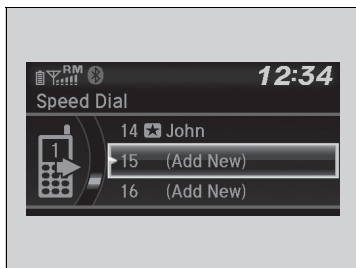 RM 12:34
Speed Dial
14 ★ John
1
15 (Add New)
16 (Add New)